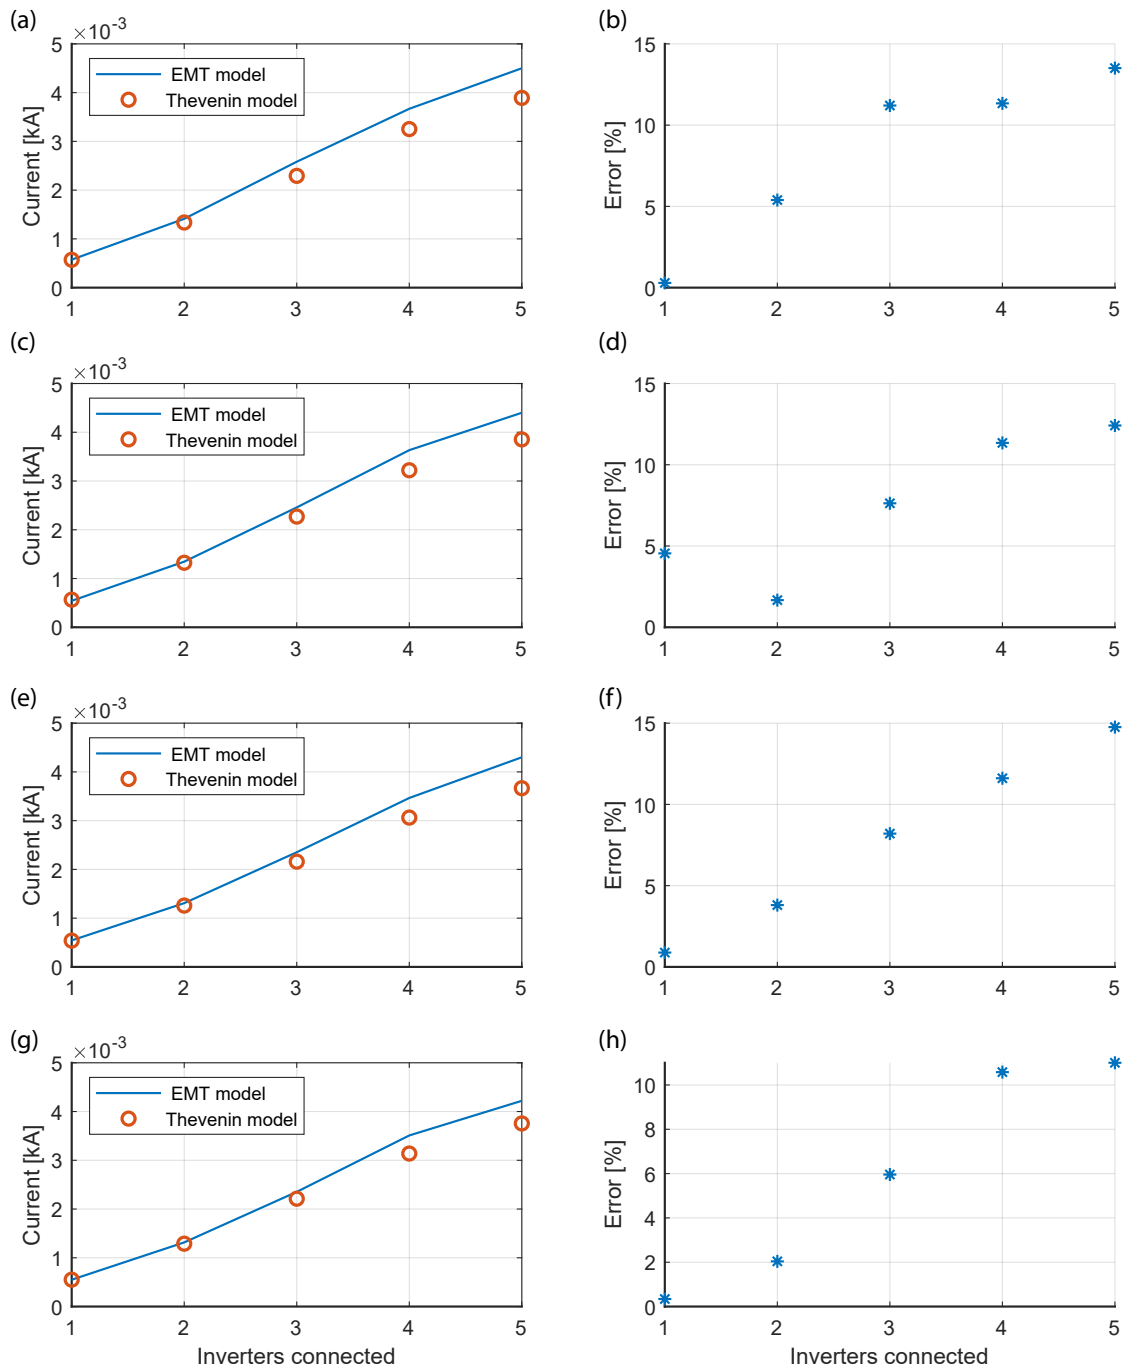 (a)
×10-3
5
4
3
2
1
0
Current [kA]
EMT model
Thevenin model
1 2 3 4 5
(b)
15
10
5
0
Error [%]
1 2 3 4 5
(c)
×10-3
5
4
3
2
1
0
Current [kA]
EMT model
Thevenin model
1 2 3 4 5
(d)
15
10
5
0
Error [%]
1 2 3 4 5
(e)
×10-3
5
4
3
2
1
0
Current [kA]
EMT model
Thevenin model
1 2 3 4 5
(f)
15
10
5
0
Error [%]
1 2 3 4 5
(g)
×10-3
5
4
3
2
1
0
Current [kA]
EMT model
Thevenin model
1 2 3 4 5
Inverters connected
(h)
10
8
6
4
2
0
Error [%]
1 2 3 4 5
Inverters connected